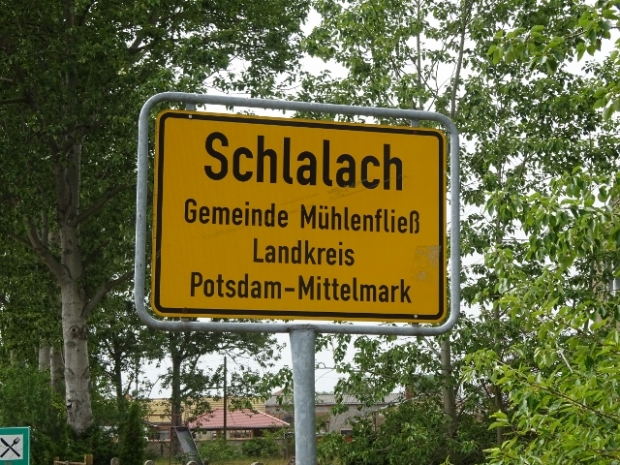 Schlalach
Gemeinde Mühlenfließ
Landkreis
Potsdam-Mittelmark